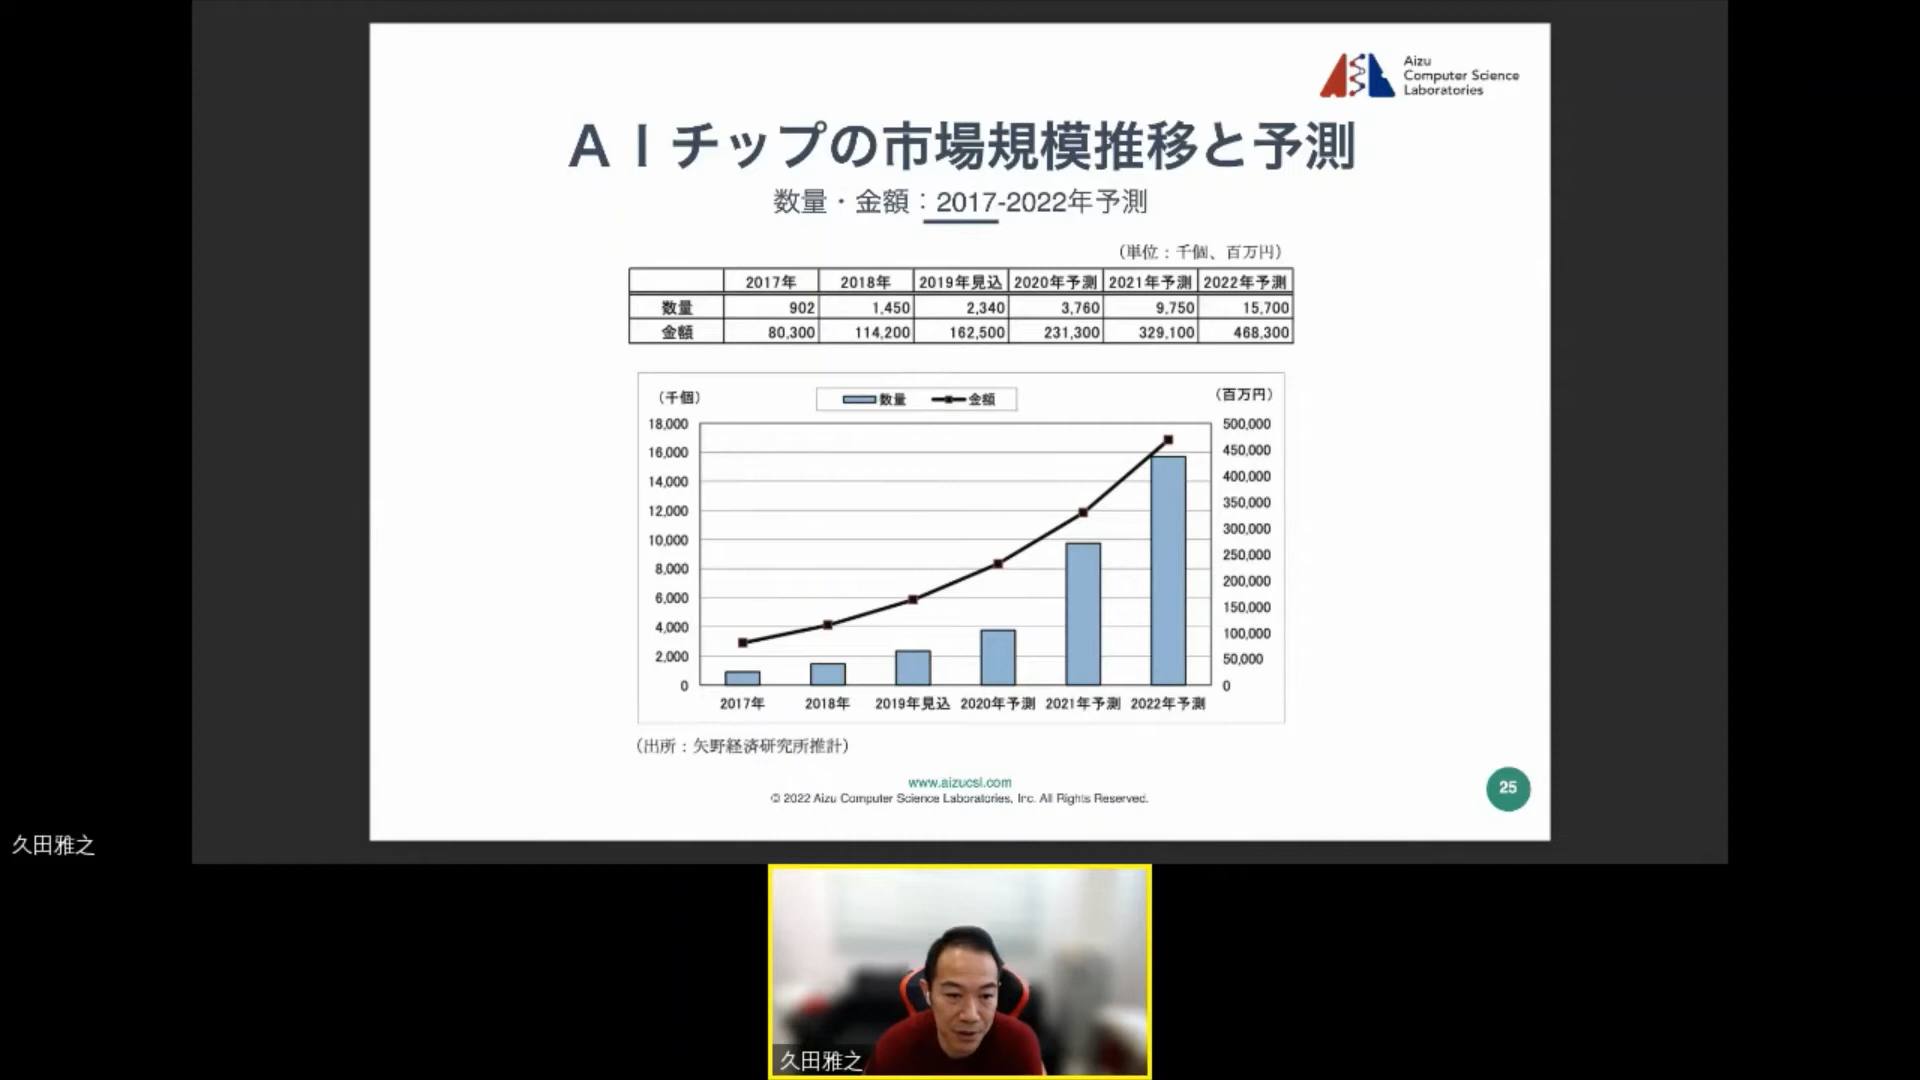 Aizu
Computer Science
Laboratories
ＡＩチップの市場規模推移と予測
数量・金額：2017-2022年予測
（単位：千個、百万円）
2017年 2018年 2019年見込 2020年予測 2021年予測 2022年予測
数量 902 1,450 2,340 3,760 9,750 15,700
金額 80,300 114,200 162,500 231,300 329,100 468,300
（千個） 数量 金額 （百万円）
18,000 500,000
16,000 450,000
14,000 400,000
12,000 350,000
10,000 300,000
8,000 250,000
6,000 200,000
4,000 150,000
2,000 100,000
0 50,000
0
2017年 2018年 2019年見込 2020年予測 2021年予測 2022年予測
（出所：矢野経済研究所推計）
www.aizucsl.com
© 2022 Aizu Computer Science Laboratories, Inc. All Rights Reserved.
25
久田雅之
久田雅之